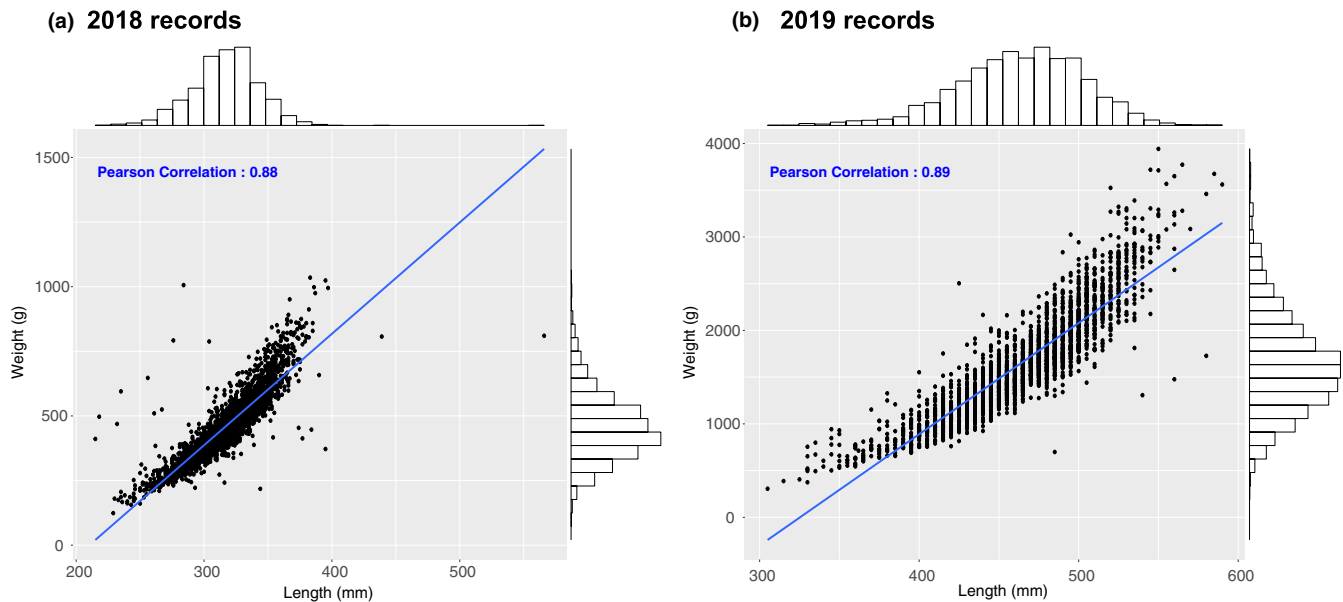 (a) 2018 records
Pearson Correlation : 0.88
1500
1000
500
0
Weight (g)
200 300 400 500
Length (mm)
(b) 2019 records
Pearson Correlation : 0.89
4000
3000
2000
1000
0
Weight (g)
300 400 500 600
Length (mm)